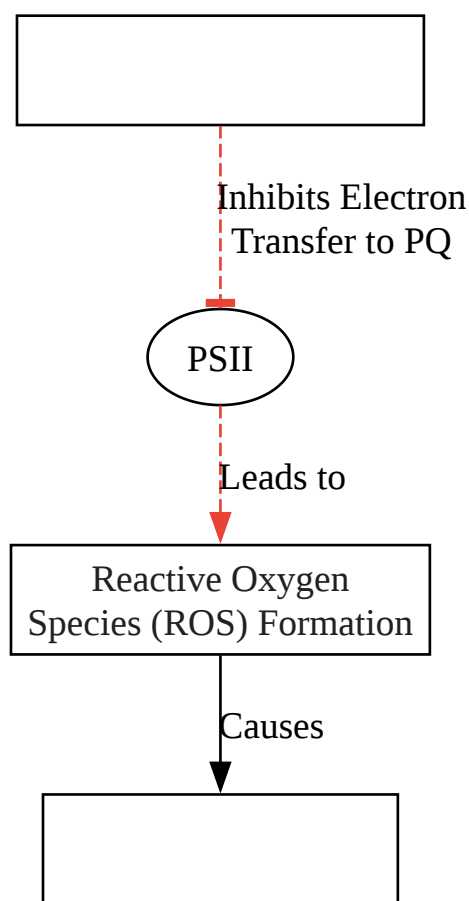 Inhibits Electron
Transfer to PQ
PSII
Leads to
Reactive Oxygen
Species (ROS) Formation
Causes